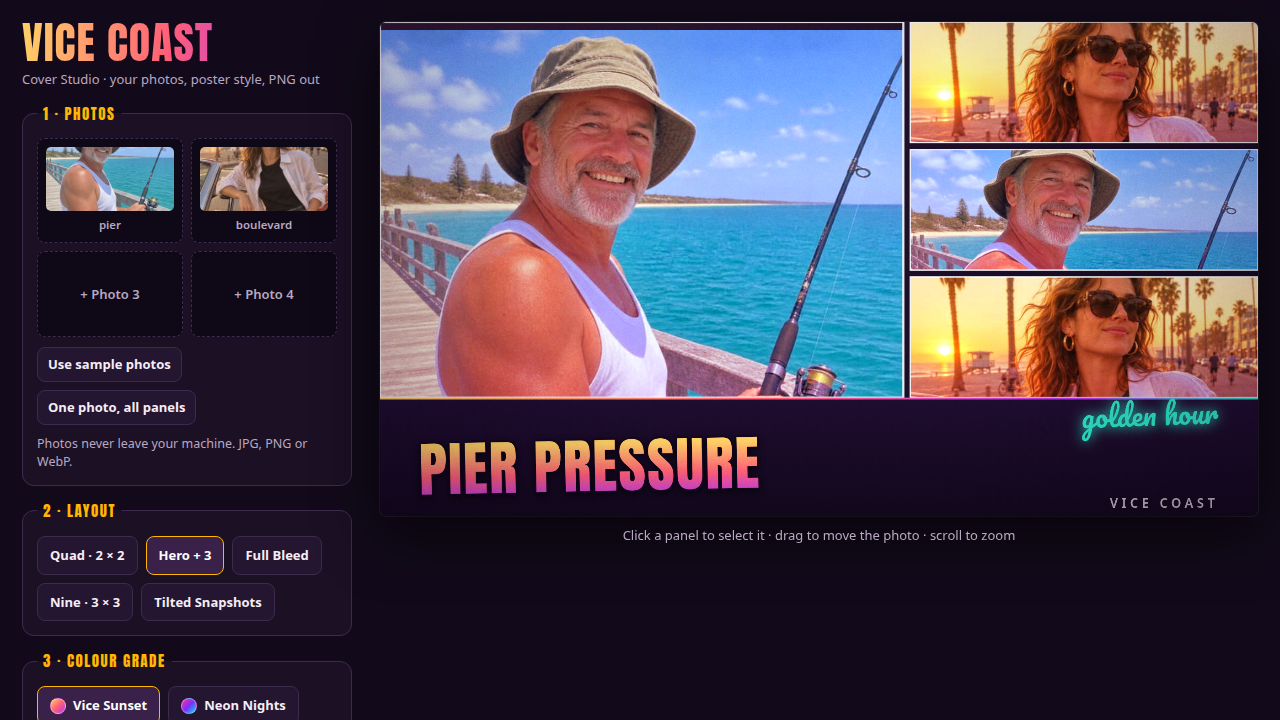 VICE COAST
Cover Studio · your photos, poster style, PNG out
1 · PHOTOS
pier
boulevard
+ Photo 3
+ Photo 4
Use sample photos
One photo, all panels
Photos never leave your machine. JPG, PNG or
WebP.
2 · LAYOUT
Quad · 2 × 2
Hero + 3
Full Bleed
Nine · 3 × 3
Tilted Snapshots
3 · COLOUR GRADE
Vice Sunset
Neon Nights
golden hour
PIER PRESSURE
VICE COAST
Click a panel to select it · drag to move the photo · scroll to zoom